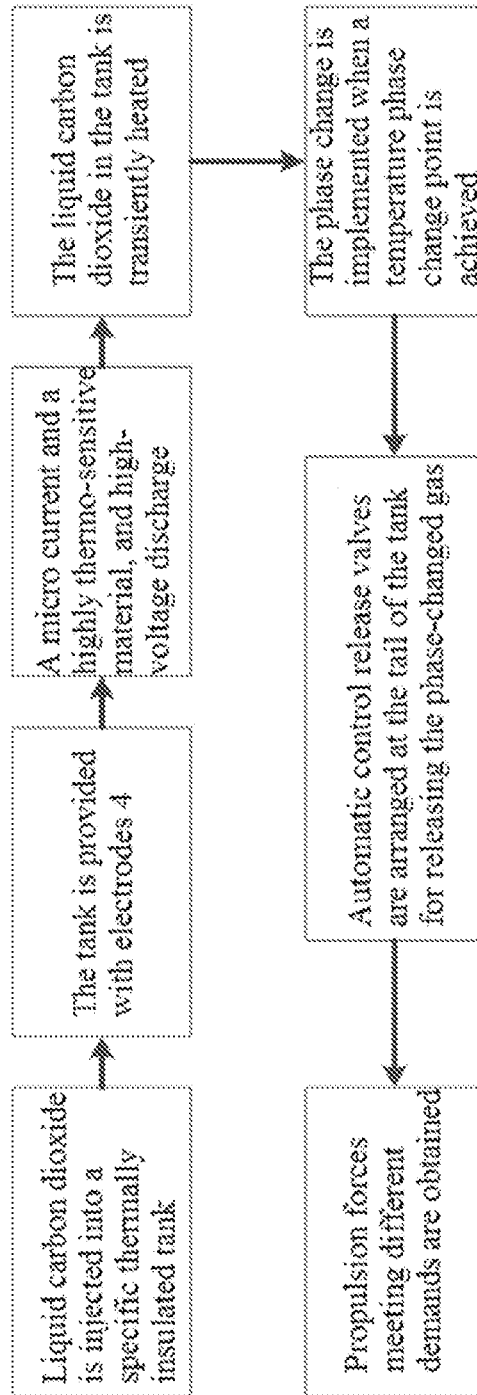 Liquid carbon dioxide
is injected into a
specific thermally
insulated tank
The tank is provided
with electrodes 4
A micro current and a
highly thermo-sensitive
material, and high-
voltage discharge
The liquid carbon
dioxide in the tank is
transiently heated
The phase change is
implemented when a
temperature phase
change point is
achieved
Automatic control release valves
are arranged at the tail of the tank
for releasing the phase-changed gas
Propulsion forces
meeting different
demands are obtained